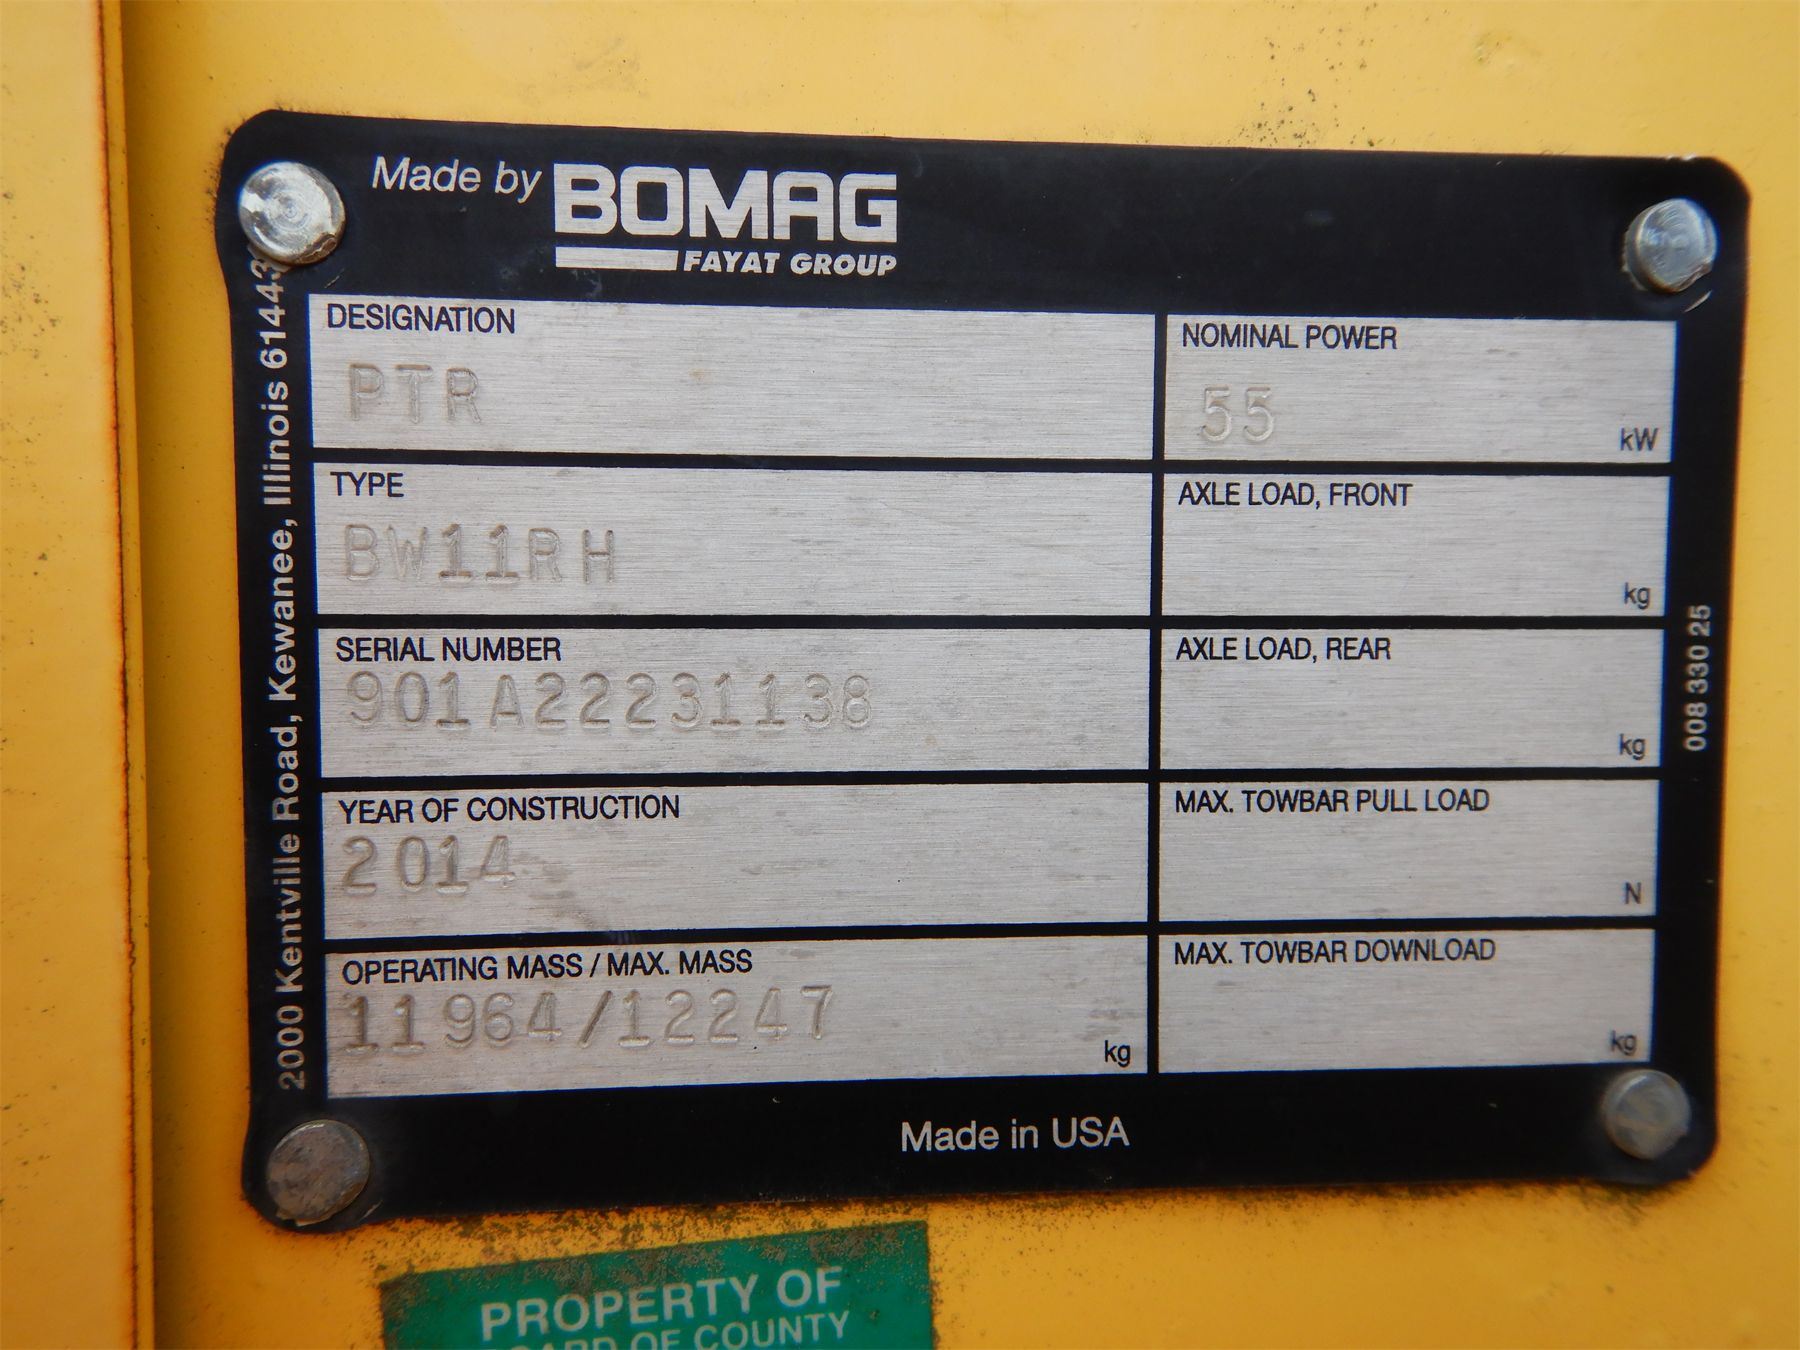 Made by BOMAG
FAYAT GROUP
DESIGNATION
PTR
TYPE
BW11RH
SERIAL NUMBER
901A22231138
YEAR OF CONSTRUCTION
2014
OPERATING MASS / MAX. MASS
11964/12247
kg
NOMINAL POWER
55
kW
AXLE LOAD, FRONT
kg
AXLE LOAD, REAR
kg
MAX. TOWBAR PULL LOAD
N
MAX. TOWBAR DOWNLOAD
kg
Made in USA
2000 Kentville Road, Kewanee, Illinois 61443
008 330 25
PROPERTY OF
OF COUNTY